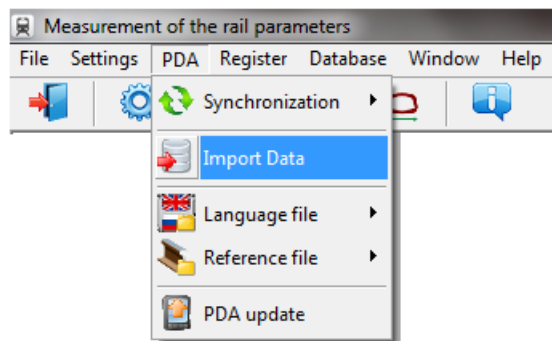 Measurement of the rail parameters
File Settings PDA Register Database Window Help
Synchronization
Import Data
Language file
Reference file
PDA update